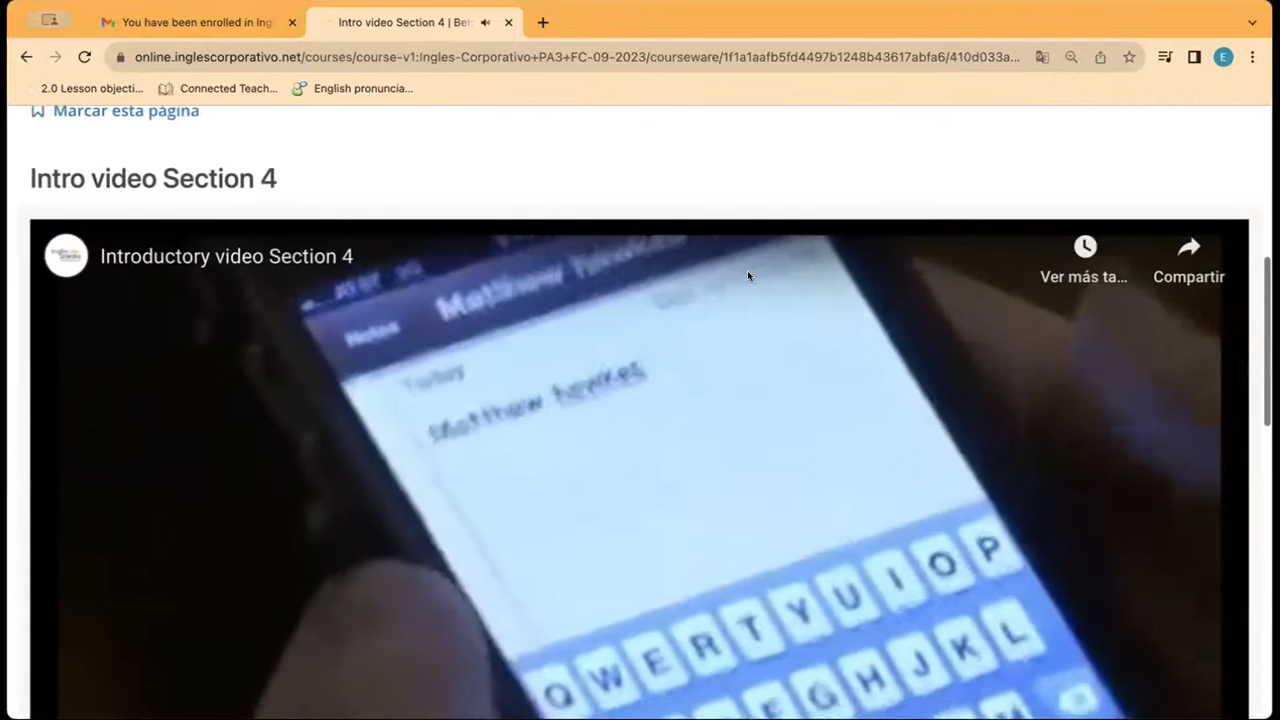 You have been enrolled in Ingl
Intro video Section 4 | Bel
online.inglescorporativo.net/courses/course-v1:Ingles-Corporativo+PA3+FC-09-2023/courseware/1f1a1aafb5fd4497b1248b43617abfa6/410d033a...
E
2.0 Lesson objecti...
Connected Teach...
English pronuncia...
Marcar esta página
Intro video Section 4
Introductory video Section 4
Ver más ta...
Compartir
Notes
Today
Matthew hawkes
Q W E R T Y U I O P
F G H J K L